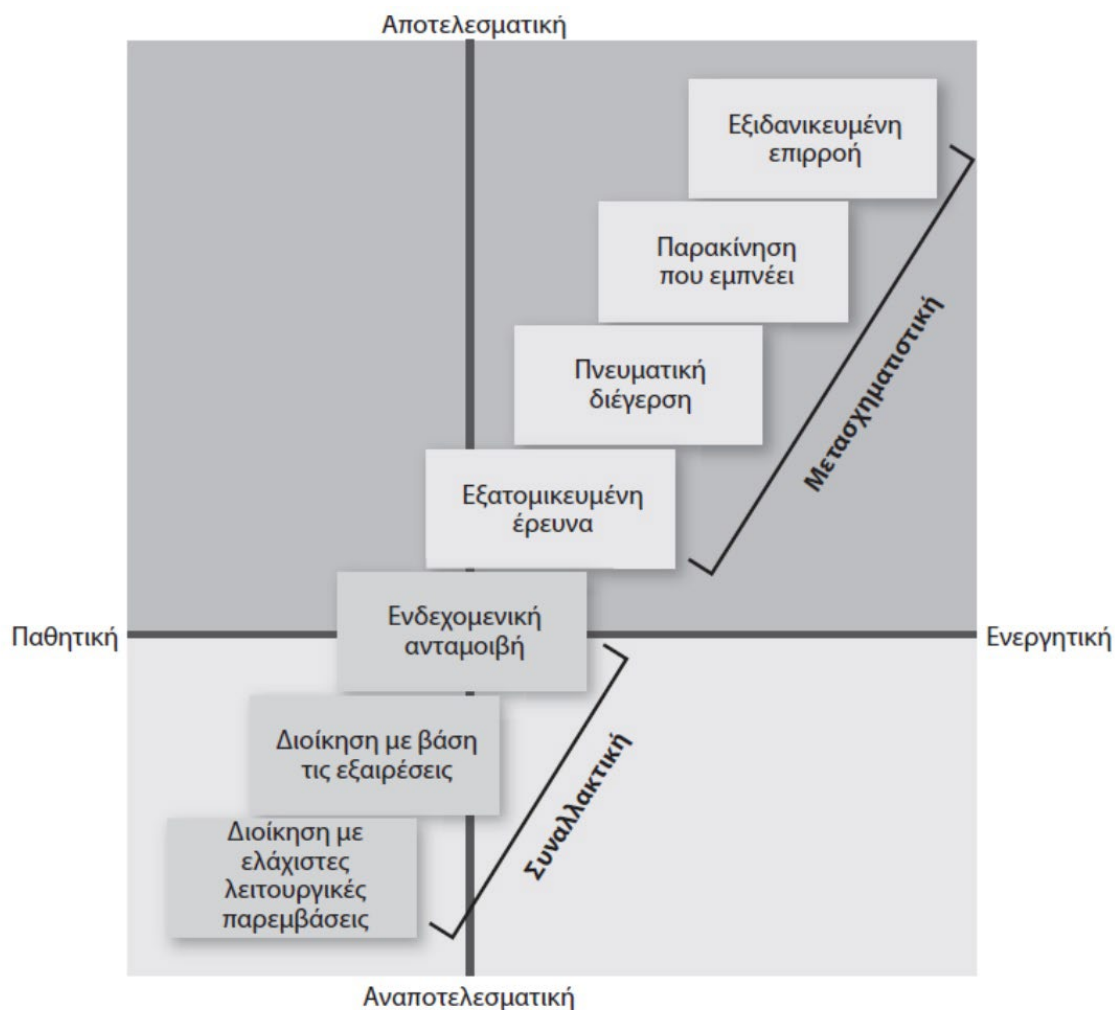 Αποτελεσματική
Εξιδανικευμένη
επιρροή
Παρακίνηση
που εμπνέει
Πνευματική
διέγερση
Εξατομικευμένη
έρευνα
Μετασχηματιστική
Ενδεχομενική
ανταμοιβή
Παθητική
Ενεργητική
Διοίκηση με βάση
τις εξαιρέσεις
Διοίκηση με
ελάχιστες
λειτουργικές
παρεμβάσεις
Συναλλακτική
Αναποτελεσματική